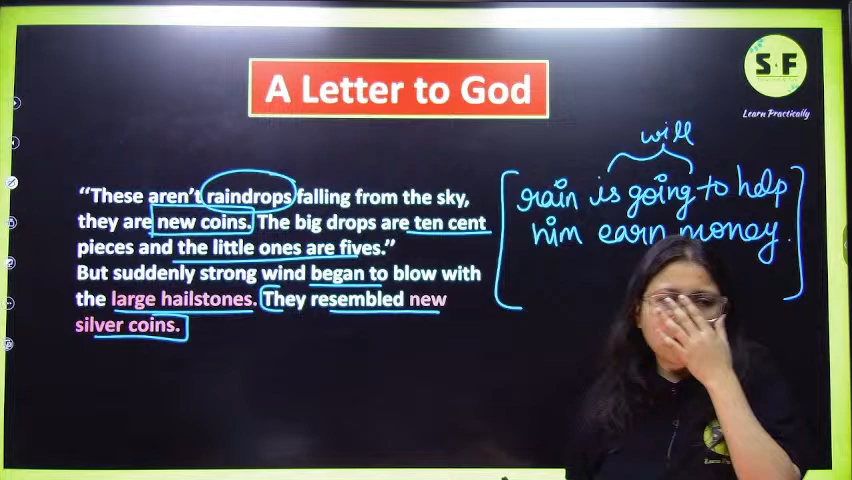 A Letter to God
S F
Learn Practically
will
rain is going to help
him earn money.
“These aren’t raindrops falling from the sky,
they are new coins. The big drops are ten cent
pieces and the little ones are fives.”
But suddenly strong wind began to blow with
the large hailstones. They resembled new
silver coins.